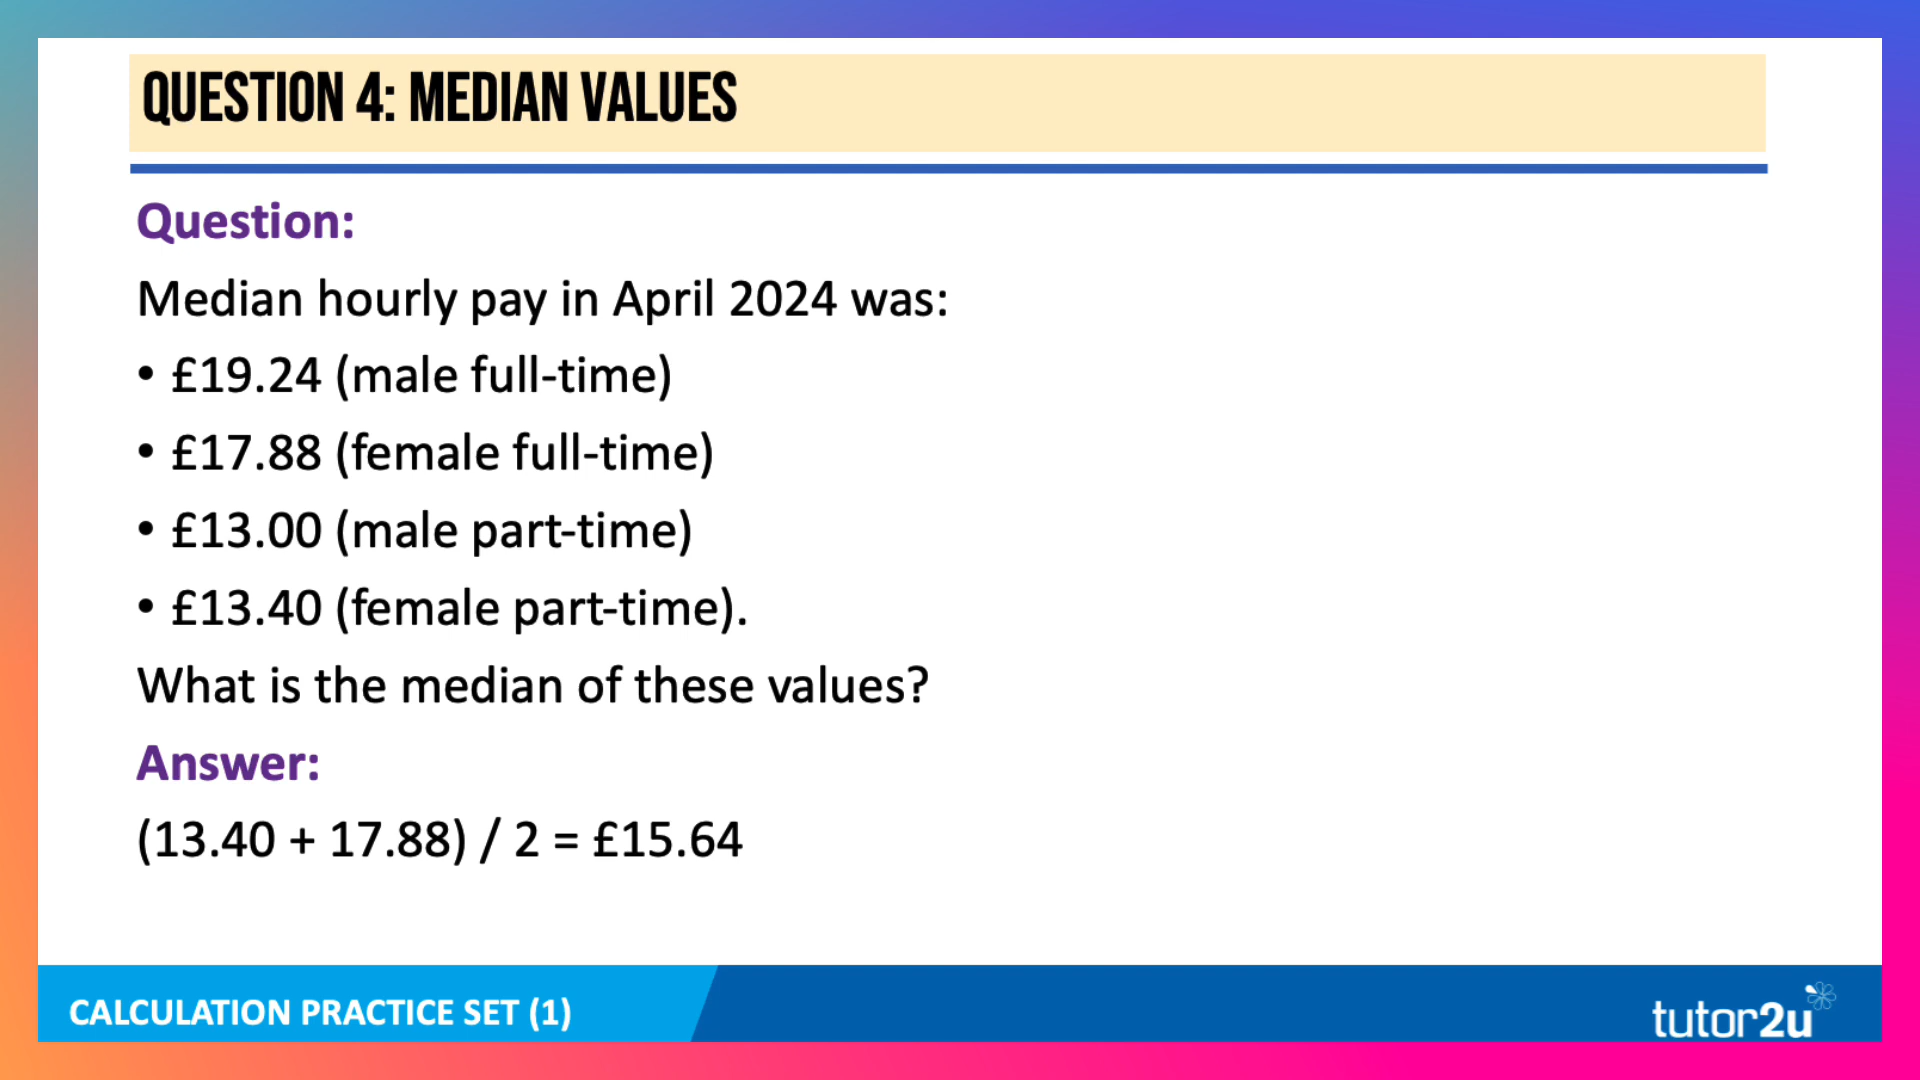 QUESTION 4: MEDIAN VALUES
Question:
Median hourly pay in April 2024 was:
• £19.24 (male full-time)
• £17.88 (female full-time)
• £13.00 (male part-time)
• £13.40 (female part-time).
What is the median of these values?
Answer:
(13.40 + 17.88) / 2 = £15.64
CALCULATION PRACTICE SET (1)
tutor2u